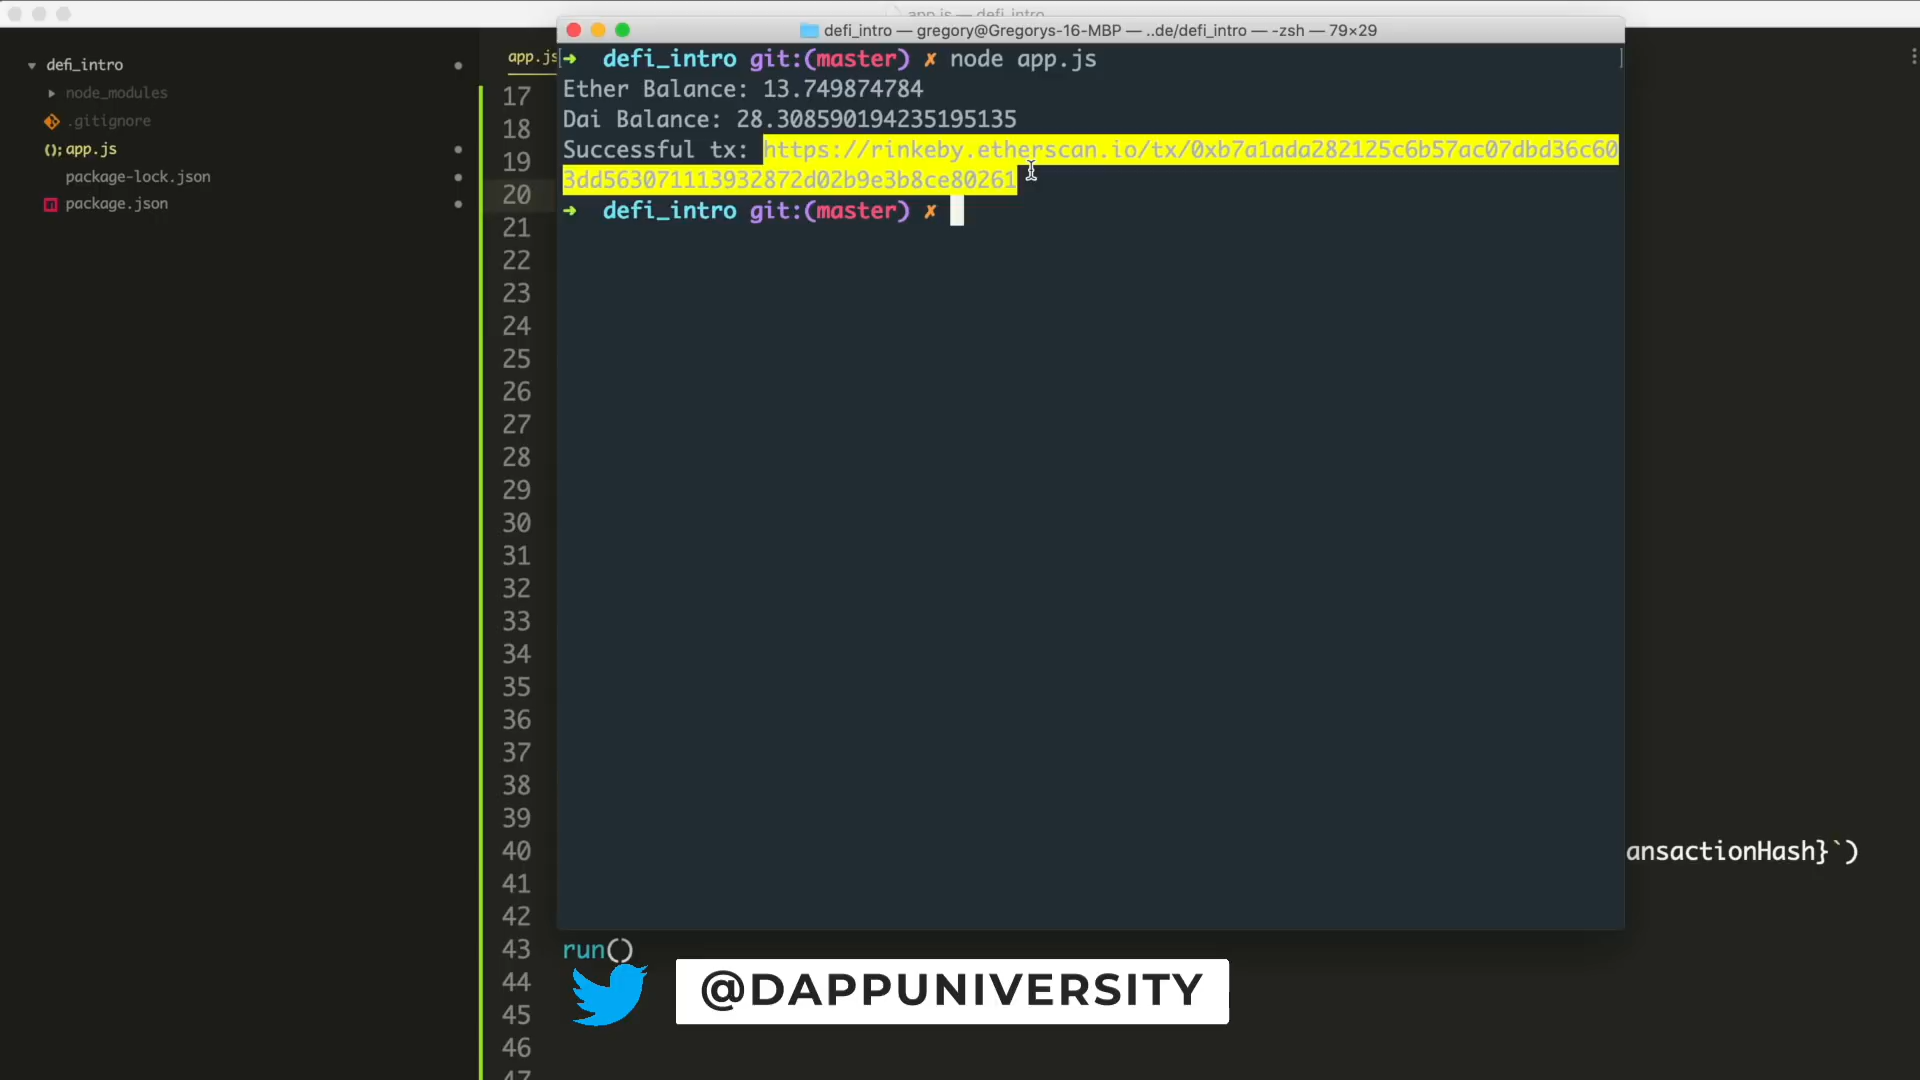 app.js — defi_intro
defi_intro — gregory@Gregorys-16-MBP — ..de/defi_intro — -zsh — 79×29
defi_intro
node_modules
.gitignore
app.js
package-lock.json
package.json
app.js
➜ defi_intro git:(master) ✗ node app.js
Ether Balance: 13.749874784
Dai Balance: 28.308590194235195135
Successful tx: https://rinkeby.etherscan.io/tx/0xb7a1ada282125c6b57ac07dbd36c60
3dd563071113932872d02b9e3b8ce80261
➜ defi_intro git:(master) ✗
17
18
19
20
21
22
23
24
25
26
27
28
29
30
31
32
33
34
35
36
37
38
39
40 ansactionHash}`)
41
42
43 run()
44
45
46
47
@DAPPUNIVERSITY